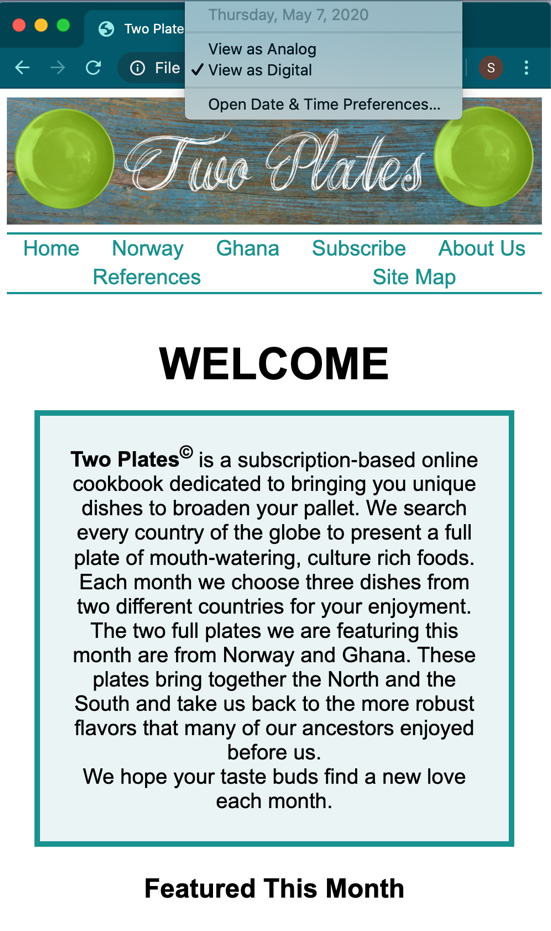 Thursday, May 7, 2020
Two Plate
View as Analog
✓ View as Digital
File
S
Open Date & Time Preferences...
Two Plates
Home Norway Ghana Subscribe About Us
References Site Map
WELCOME
Two Plates© is a subscription-based online
cookbook dedicated to bringing you unique
dishes to broaden your pallet. We search
every country of the globe to present a full
plate of mouth-watering, culture rich foods.
Each month we choose three dishes from
two different countries for your enjoyment.
The two full plates we are featuring this
month are from Norway and Ghana. These
plates bring together the North and the
South and take us back to the more robust
flavors that many of our ancestors enjoyed
before us.
We hope your taste buds find a new love
each month.
Featured This Month